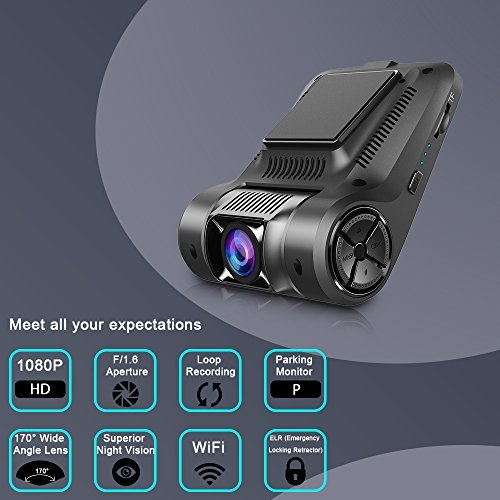 TF
Meet all your expectations
1080P
HD
F/1.6
Aperture
Loop
Recording
Parking
Monitor
P
170° Wide
Angle Lens
170°
Superior
Night Vision
WiFi
ELR (Emergency
Locking Retractor)